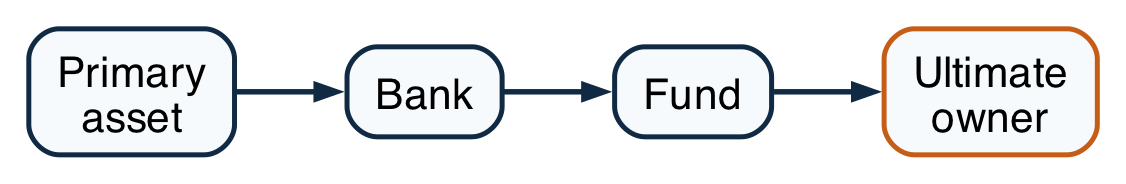 Primary
asset
Bank
Fund
Ultimate
owner